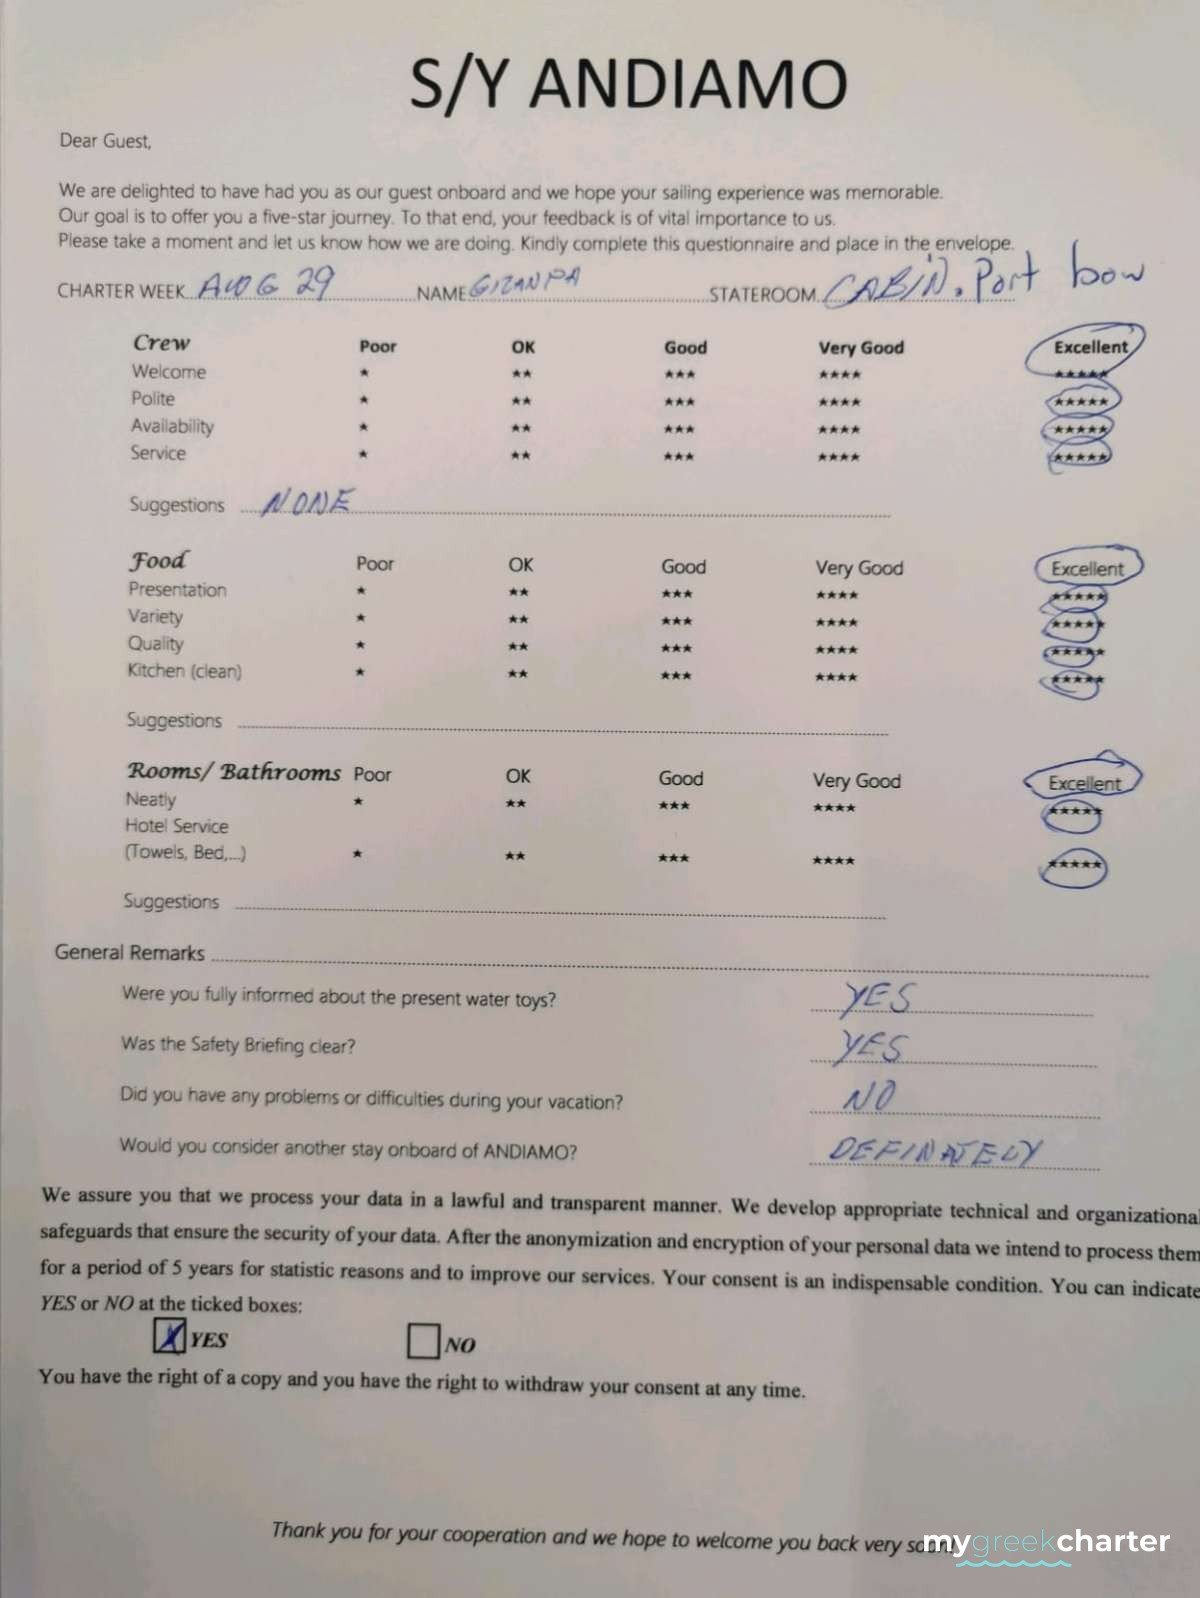 S/Y ANDIAMO
Dear Guest,
We are delighted to have had you as our guest onboard and we hope your sailing experience was memorable.
Our goal is to offer you a five-star journey. To that end, your feedback is of vital importance to us.
Please take a moment and let us know how we are doing. Kindly complete this questionnaire and place in the envelope.
CHARTER WEEK AUG 29 NAME GRANPA STATEROOM CABIN. Port bow
Crew Poor OK Good Very Good Excellent
Welcome ★ ★★ ★★★ ★★★★ ★★★★★
Polite ★ ★★ ★★★ ★★★★ ★★★★★
Availability ★ ★★ ★★★ ★★★★ ★★★★★
Service ★ ★★ ★★★ ★★★★ ★★★★★
Suggestions NONE
Food Poor OK Good Very Good Excellent
Presentation ★ ★★ ★★★ ★★★★ ★★★★★
Variety ★ ★★ ★★★ ★★★★ ★★★★★
Quality ★ ★★ ★★★ ★★★★ ★★★★★
Kitchen (clean) ★ ★★ ★★★ ★★★★ ★★★★★
Suggestions
Rooms/ Bathrooms Poor OK Good Very Good Excellent
Neatly ★ ★★ ★★★ ★★★★ ★★★★★
Hotel Service
(Towels, Bed,...) ★ ★★ ★★★ ★★★★ ★★★★★
Suggestions
General Remarks
Were you fully informed about the present water toys? YES
Was the Safety Briefing clear? YES
Did you have any problems or difficulties during your vacation? NO
Would you consider another stay onboard of ANDIAMO? DEFINATELY
We assure you that we process your data in a lawful and transparent manner. We develop appropriate technical and organizational
safeguards that ensure the security of your data. After the anonymization and encryption of your personal data we intend to process them
for a period of 5 years for statistic reasons and to improve our services. Your consent is an indispensable condition. You can indicate
YES or NO at the ticked boxes:
X YES NO
You have the right of a copy and you have the right to withdraw your consent at any time.
Thank you for your cooperation and we hope to welcome you back very soon!
mygreekcharter